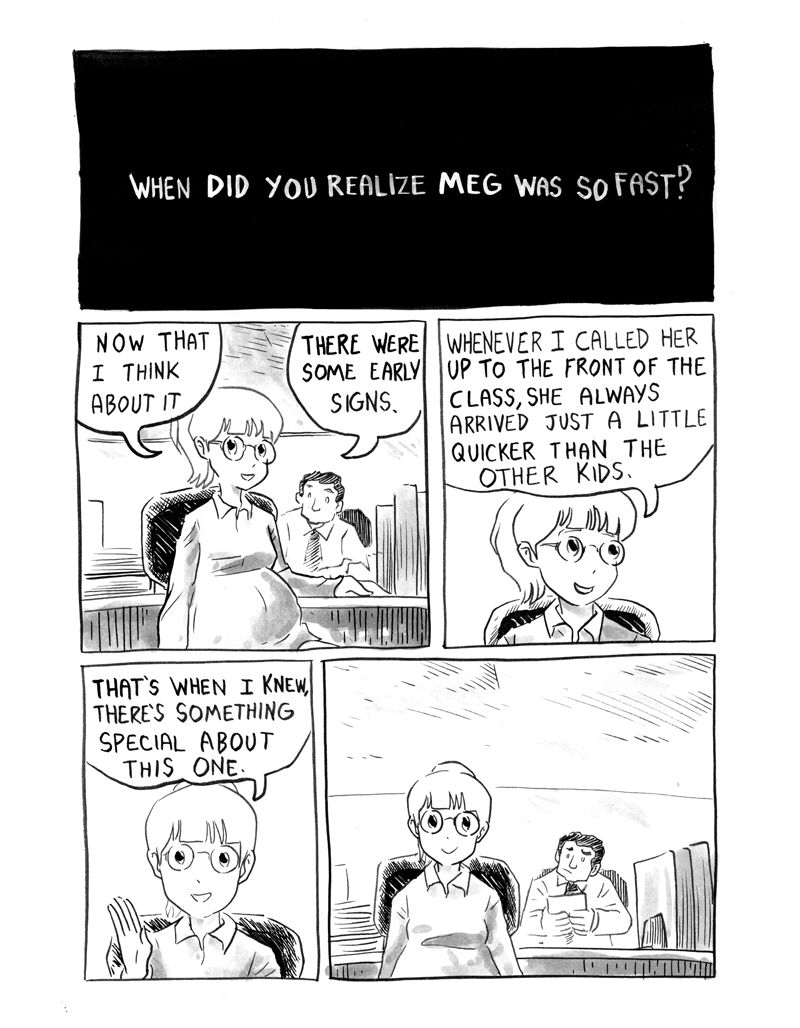 WHEN DID YOU REALIZE MEG WAS SO FAST?
NOW THAT
I THINK
ABOUT IT
THERE WERE
SOME EARLY
SIGNS.
WHENEVER I CALLED HER
UP TO THE FRONT OF THE
CLASS, SHE ALWAYS
ARRIVED JUST A LITTLE
QUICKER THAN THE
OTHER KIDS.
THAT'S WHEN I KNEW,
THERE'S SOMETHING
SPECIAL ABOUT
THIS ONE.